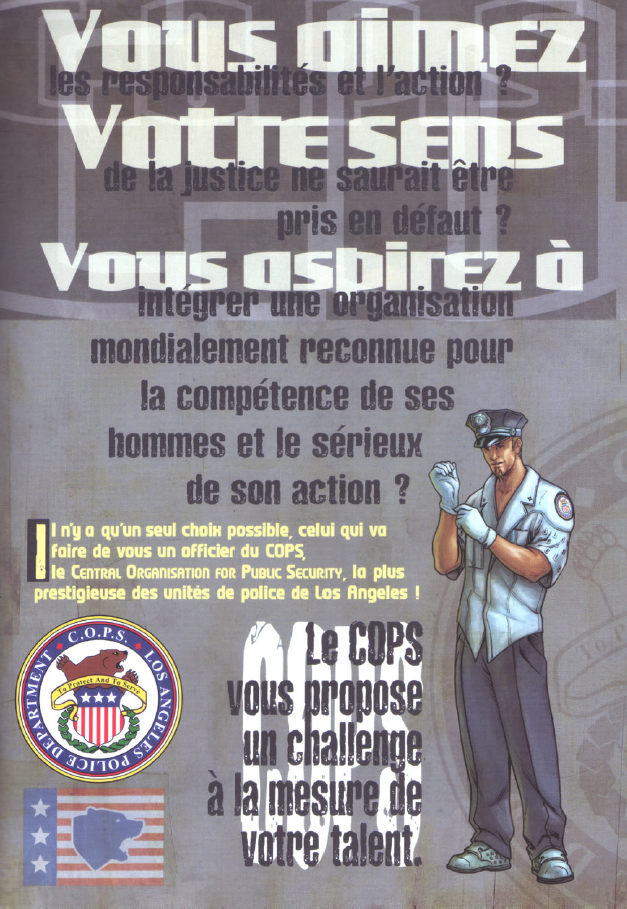 Vous aimez
les responsabilités et l'action ?
Votre sens
de la justice ne saurait être
pris en défaut ?
Vous aspirez à
intégrer une organisation
mondialement reconnue pour
la compétence de ses
hommes et le sérieux
de son action ?
Il n'y a qu'un seul choix possible, celui qui va
faire de vous un officier du COPS,
le Central Organisation for Public Security, la plus
prestigieuse des unités de police de Los Angeles !
C.O.P.S.
LOS ANGELES POLICE DEPARTMENT
To Protect And To Serve
COPS
Le COPS
vous propose
un challenge
à la mesure de
votre talent.